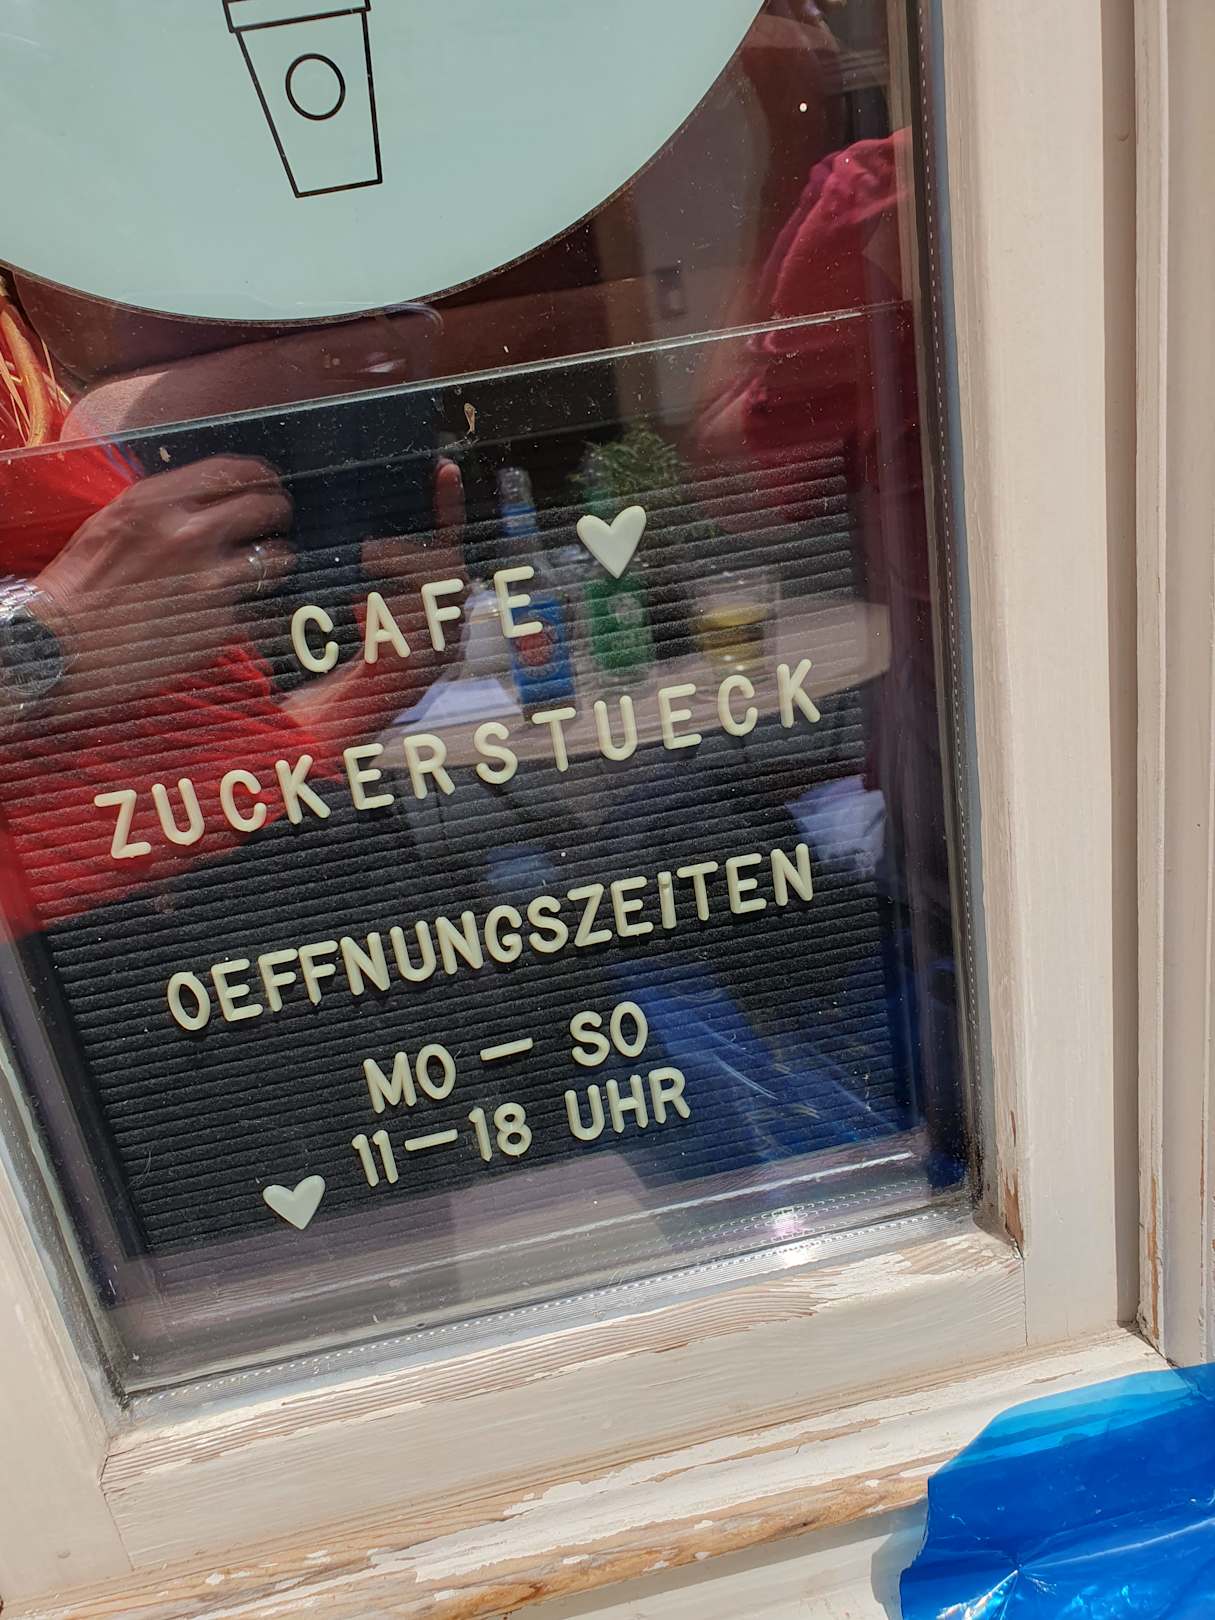 CAFE
ZUCKERSTUECK
OEFFNUNGSZEiTEN
MO — SO
11—18 UHR